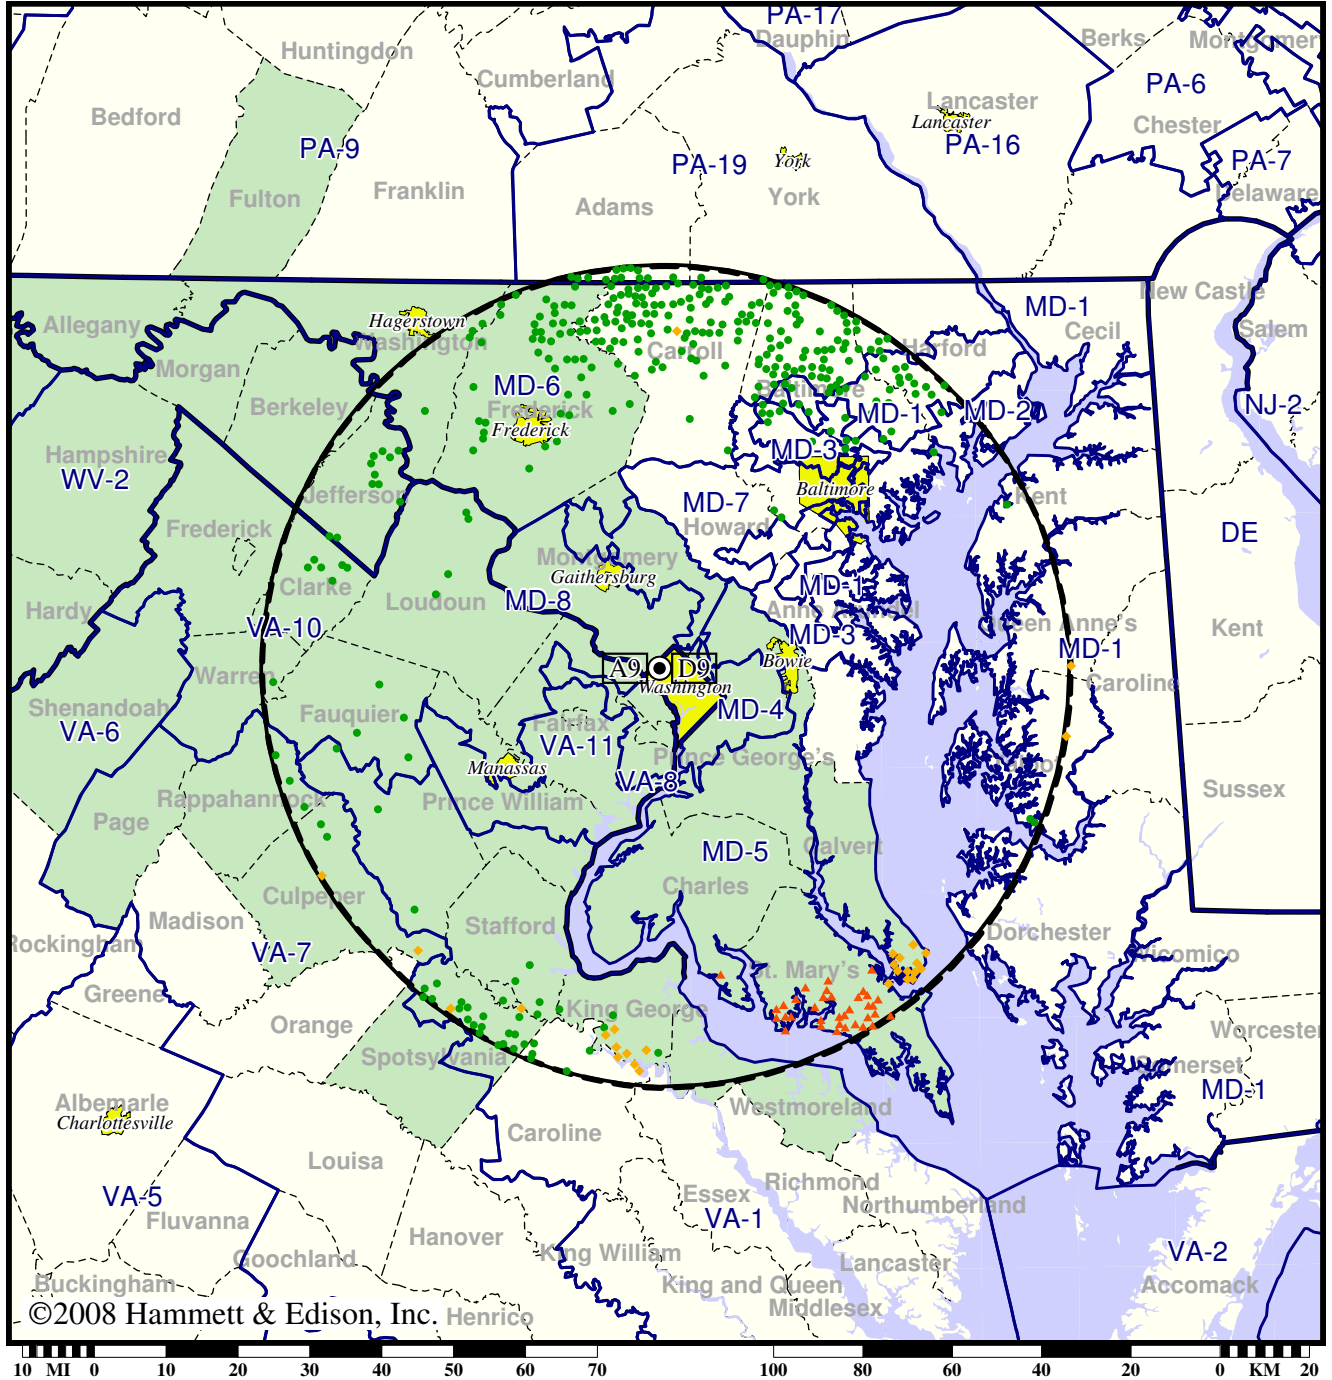 PA-17
Huntingdon
Dauphin
Berks
Montgomery
Cumberland
PA-6
Bedford
Lancaster
Lancaster
Chester
PA-9
PA-19
York
PA-16
PA-7
Fulton
Franklin
Adams
York
Delaware
New Castle
MD-1
Allegany
Hagerstown
Washington
Cecil
Salem
Morgan
Carroll
Harford
Berkeley
MD-6
Frederick
Frederick
Baltimore
MD-1
MD-2
NJ-2
Hampshire
WV-2
MD-3
Jefferson
Baltimore
Kent
MD-7
Howard
Frederick
DE
Montgomery
Gaithersburg
Clarke
Loudoun
MD-8
MD-1
Hardy
Anne Arundel
VA-10
MD-3
Queen Anne's
Kent
MD-1
Bowie
Warren
A9
D9
Washington
Caroline
Shenandoah
Fauquier
MD-4
VA-6
Fairfax
VA-11
Prince George's
Manassas
VA-8
Talbot
Rappahannock
Prince William
Sussex
Page
MD-5
Calvert
Charles
Culpeper
Madison
Stafford
Rockingham
VA-7
Dorchester
Wicomico
St. Mary's
Greene
King George
Orange
Worcester
Spotsylvania
Somerset
MD-1
Albemarle
Charlottesville
Westmoreland
Caroline
Louisa
Richmond
VA-5
Essex
Northumberland
Fluvanna
VA-1
Hanover
King William
VA-2
Goochland
Lancaster
Buckingham
King and Queen
Accomack
Middlesex
©2008 Hammett & Edison, Inc.
Henrico
10 MI 0 10 20 30 40 50 60 70 100 80 60 40 20 0 KM 20